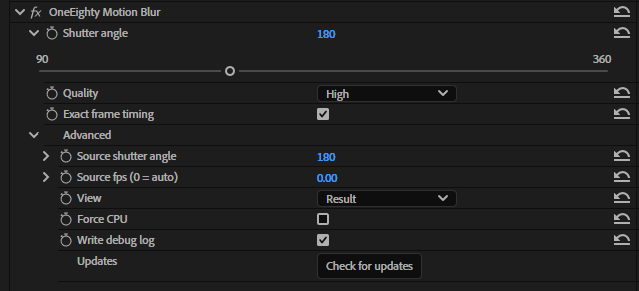 fx OneEighty Motion Blur
Shutter angle 180
90 360
Quality High
Exact frame timing
Advanced
Source shutter angle 180
Source fps (0 = auto) 0.00
View Result
Force CPU
Write debug log
Updates Check for updates